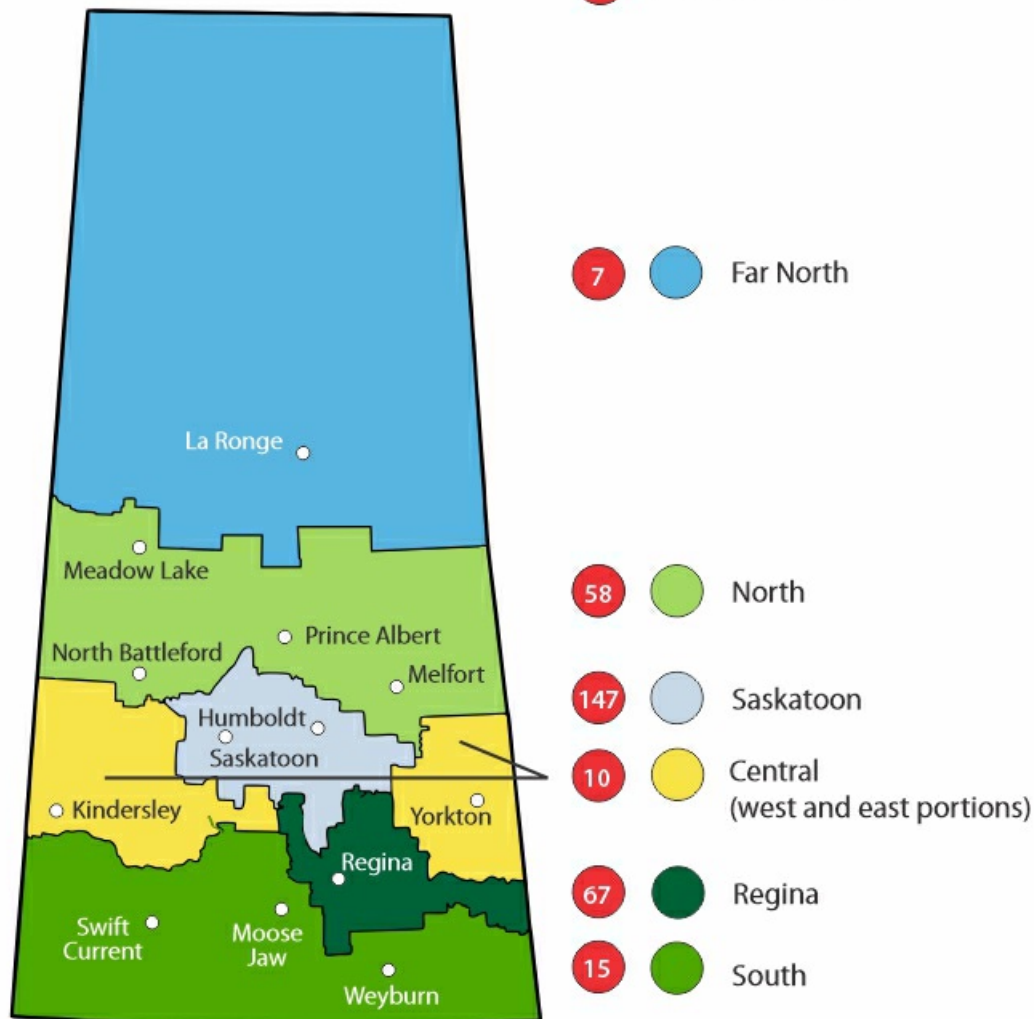 7
Far North
La Ronge
Meadow Lake
58
North
Prince Albert
North Battleford
Melfort
147
Saskatoon
Humboldt
Saskatoon
10
Central
(west and east portions)
Kindersley
Yorkton
Regina
67
Regina
Swift
Current
Moose
Jaw
15
South
Weyburn